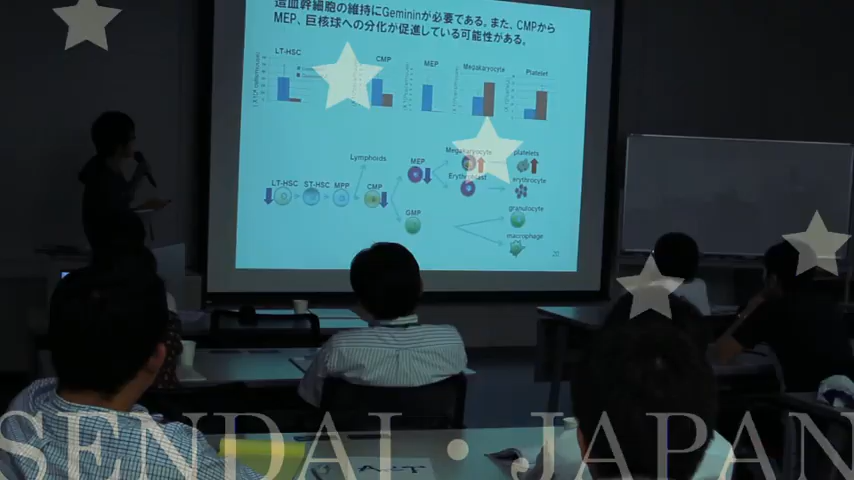 造血幹細胞の維持にGemininが必要である。また、CMPから
MEP、巨核球への分化が促進している可能性がある。
LT-HSC
CMP
MEP
Megakaryocyte
Platelet
Lymphoids
MEP
Megakaryocyte
platelets
LT-HSC
ST-HSC
MPP
CMP
erythrocyte
GMP
granulocyte
macrophage
20
SENDAI • JAPAN